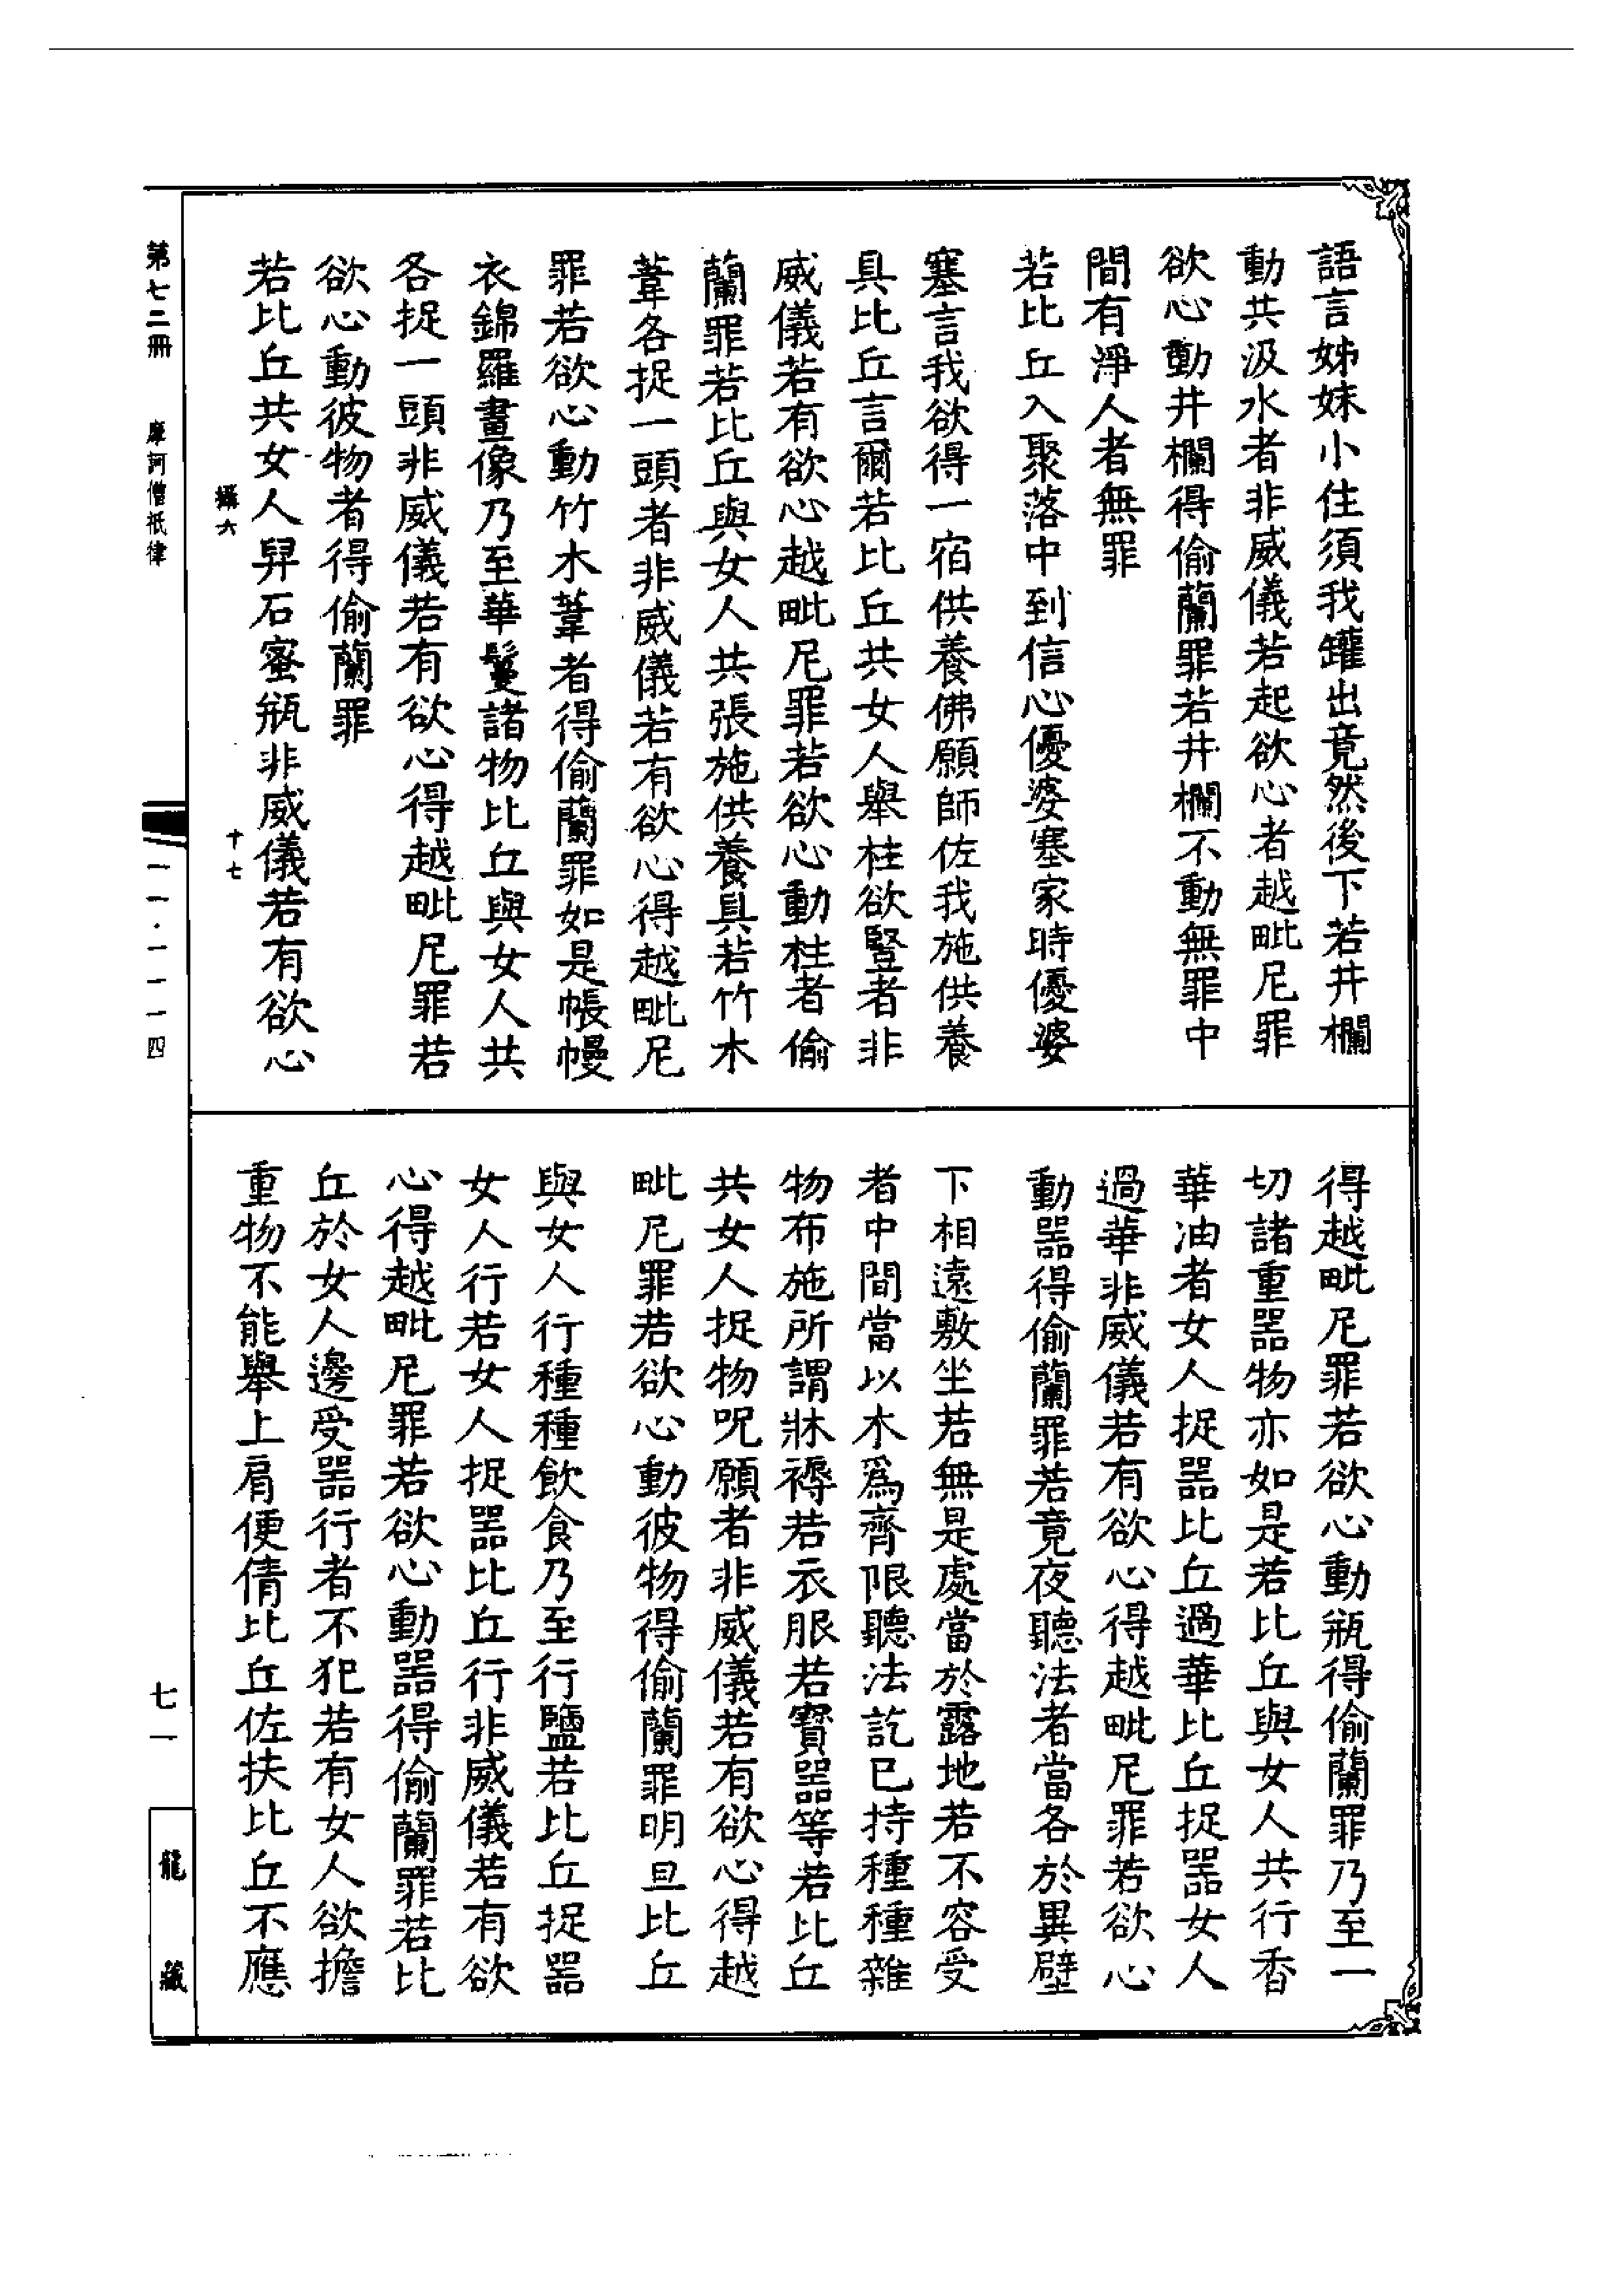 語言姊妹小住須我罐出竟然後下若井欄
動共汲水者非威儀若起欲心者越毗尼罪
欲心動井欄得偷蘭罪若井欄不動無罪中
間有淨人者無罪
若比丘入聚落中到信心優婆塞家時優婆
塞言我欲得一宿供養佛願師佐我施供養
具比丘言爾若比丘共女人舉柱欲豎者非
威儀若有欲心越毗尼罪若欲心動柱者偷
蘭罪若比丘與女人共張施供養具若竹木
葦各捉一頭者非威儀若有欲心得越毗尼
罪若欲心動竹木葦者得偷蘭罪如是帳幔
衣錦羅畫像乃至華鬘諸物比丘與女人共
各捉一頭非威儀若有欲心得越毗尼罪若
欲心動彼物者得偷蘭罪
若比丘共女人舁石蜜瓶非威儀若有欲心
得越毗尼罪若欲心動瓶得偷蘭罪乃至一
切諸重器物亦如是若比丘與女人共行香
華油者女人捉器比丘過華比丘捉器女人
過華非威儀若有欲心得越毗尼罪若欲心
動器得偷蘭罪若竟夜聽法者當各於異壁
下相遠敷坐若無是處當於露地若不容受
者中間當以木為齊限聽法訖已持種種雜
物布施所謂牀褥若衣服若寶器等若比丘
共女人捉物呪願者非威儀若有欲心得越
毗尼罪若欲心動彼物得偷蘭罪明旦比丘
與女人行種種飲食乃至行鹽若比丘捉器
女人行若女人捉器比丘行非威儀若有欲
心得越毗尼罪若欲心動器得偷蘭罪若比
丘於女人邊受器行者不犯若有女人欲擔
重物不能舉上肩便倩比丘佐扶比丘不應
六
十七
第七二冊
摩訶僧祇律
一一·一一一四
七一
龍藏